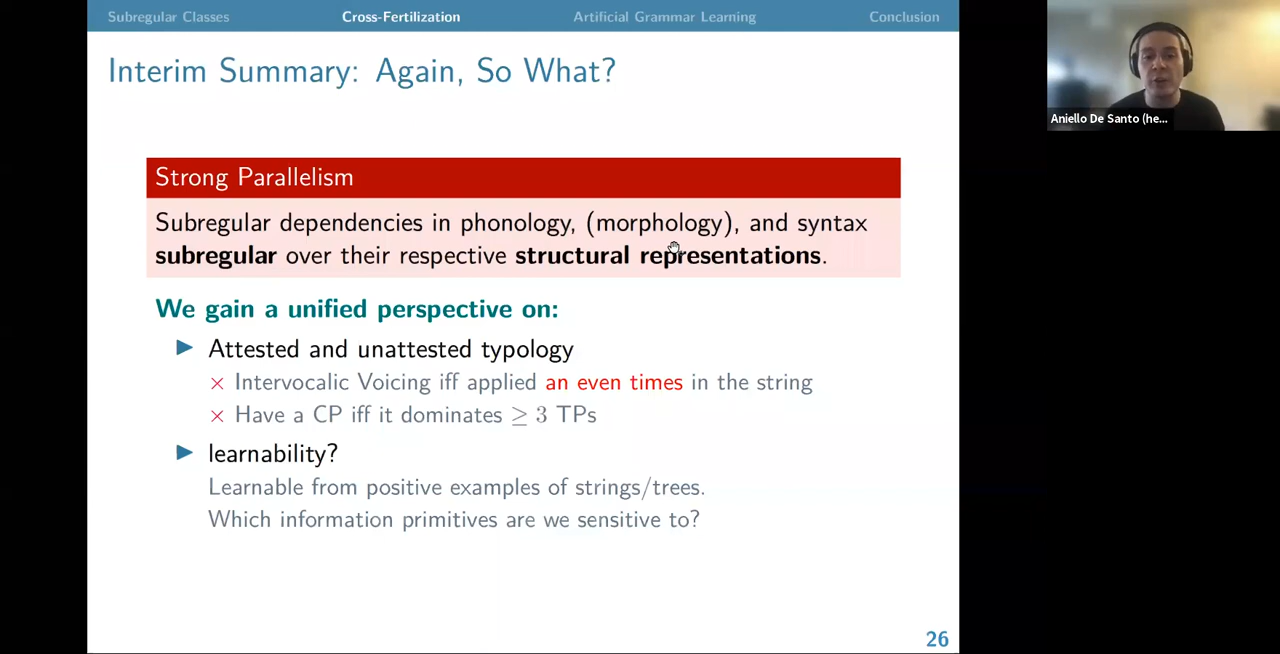 Subregular Classes Cross-Fertilization Artificial Grammar Learning Conclusion
Interim Summary: Again, So What?
Strong Parallelism
Subregular dependencies in phonology, (morphology), and syntax
subregular over their respective structural representations.
We gain a unified perspective on:
▶ Attested and unattested typology
× Intervocalic Voicing iff applied an even times in the string
× Have a CP iff it dominates ≥ 3 TPs
▶ learnability?
Learnable from positive examples of strings/trees.
Which information primitives are we sensitive to?
26
Aniello De Santo (he...